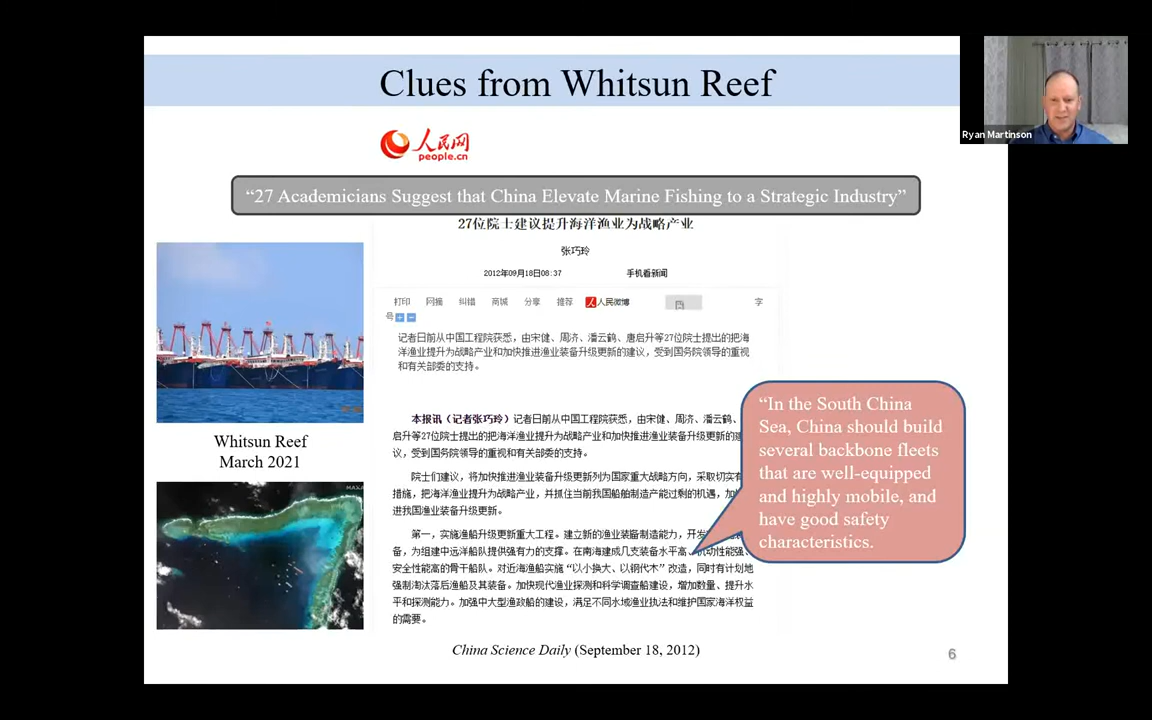 Clues from Whitsun Reef
Ryan Martinson
人民网
people.cn
“27 Academicians Suggest that China Elevate Marine Fishing to a Strategic Industry”
27位院士建议提升海洋渔业为战略产业
张巧玲
2012年09月18日08:37 手机看新闻
打印 网摘 纠错 商城 分享 推荐 人民微博 字
号
记者日前从中国工程院获悉，由宋健、周济、潘云鹤、唐启升等27位院士提出的把海
洋渔业提升为战略产业和加快推进渔业装备升级更新的建议，受到国务院领导的重视
和有关部委的支持。
本报讯（记者张巧玲）记者日前从中国工程院获悉，由宋健、周济、潘云鹤、
启升等27位院士提出的把海洋渔业提升为战略产业和加快推进渔业装备升级更新的建
议，受到国务院领导的重视和有关部委的支持。
院士们建议，将加快推进渔业装备升级更新列为国家重大战略方向，采取切实有
措施，把海洋渔业提升为战略产业，并抓住当前我国船舶制造产能过剩的机遇，加
进我国渔业装备升级更新。
第一，实施渔船升级更新重大工程。建立新的渔业装备制造能力，开发
备，为组建中远洋船队提供强有力的支撑。在南海建成几支装备水平高、机动性能强、
安全性能高的骨干船队。对近海渔船实施“以小换大、以钢代木”改造，同时有计划地
强制淘汰落后渔船及其装备。加快现代渔业探测和科学调查船建设，增加数量、提升水
平和探测能力。加强中大型渔政船的建设，满足不同水域渔业执法和维护国家海洋权益
的需要。
“In the South China
Sea, China should build
several backbone fleets
that are well-equipped
and highly mobile, and
have good safety
characteristics.
Whitsun Reef
March 2021
MAXA
China Science Daily (September 18, 2012)
6